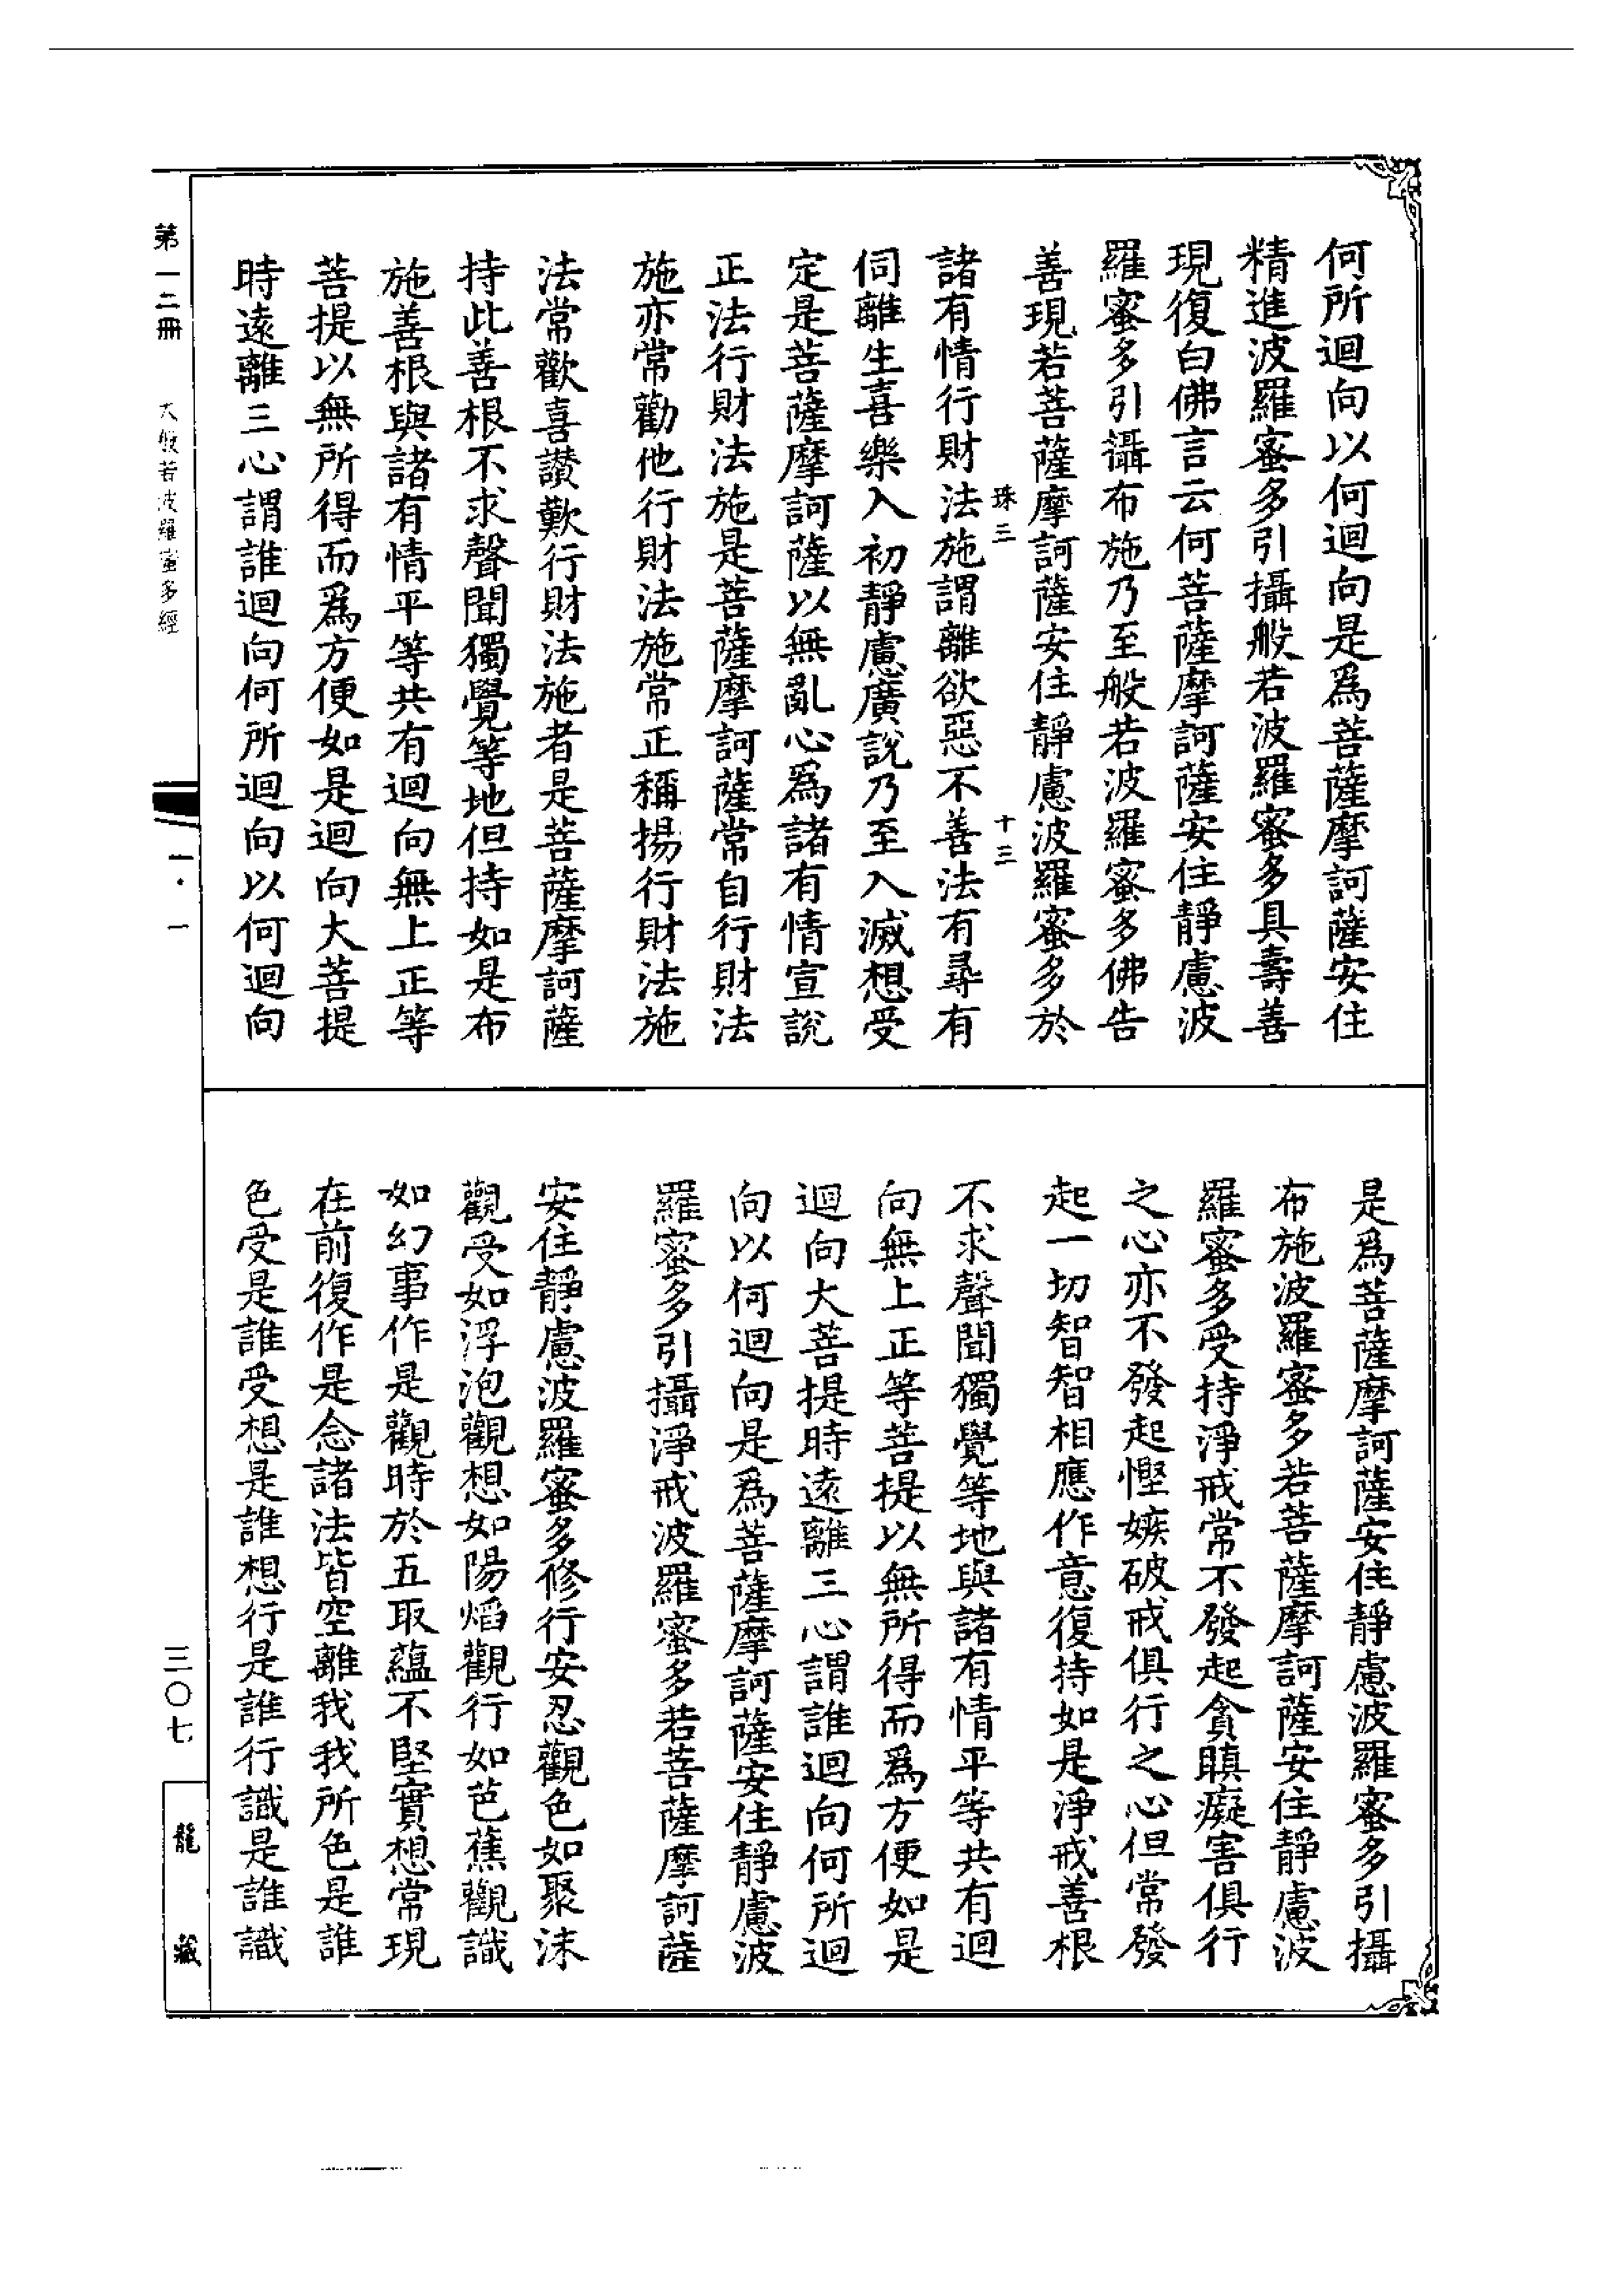 何所迴向以何迴向是為菩薩摩訶薩安住
精進波羅蜜多引攝般若波羅蜜多具壽善
現復白佛言云何菩薩摩訶薩安住靜慮波
羅蜜多引攝布施乃至般若波羅蜜多佛告
善現若菩薩摩訶薩安住靜慮波羅蜜多於
珠三　十三
諸有情行財法施謂離欲惡不善法有尋有
伺離生喜樂入初靜慮廣說乃至入滅想受
定是菩薩摩訶薩以無亂心為諸有情宣說
正法行財法施是菩薩摩訶薩常自行財法
施亦常勸他行財法施常正稱揚行財法施
法常歡喜讚歎行財法施者是菩薩摩訶薩
持此善根不求聲聞獨覺等地但持如是布
施善根與諸有情平等共有迴向無上正等
菩提以無所得而為方便如是迴向大菩提
時遠離三心謂誰迴向何所迴向以何迴向
是為菩薩摩訶薩安住靜慮波羅蜜多引攝
布施波羅蜜多若菩薩摩訶薩安住靜慮波
羅蜜多受持淨戒常不發起貪瞋癡害俱行
之心亦不發起慳嫉破戒俱行之心但常發
起一切智智相應作意復持如是淨戒善根
不求聲聞獨覺等地與諸有情平等共有迴
向無上正等菩提以無所得而為方便如是
迴向大菩提時遠離三心謂誰迴向何所迴
向以何迴向是為菩薩摩訶薩安住靜慮波
羅蜜多引攝淨戒波羅蜜多若菩薩摩訶薩
安住靜慮波羅蜜多修行安忍觀色如聚沫
觀受如浮泡觀想如陽焰觀行如芭蕉觀識
如幻事作是觀時於五取蘊不堅實想常現
在前復作是念諸法皆空離我我所色是誰
色受是誰受想是誰想行是誰行識是誰識
第一二冊　大般若波羅蜜多經
一・一
三〇七
龍藏